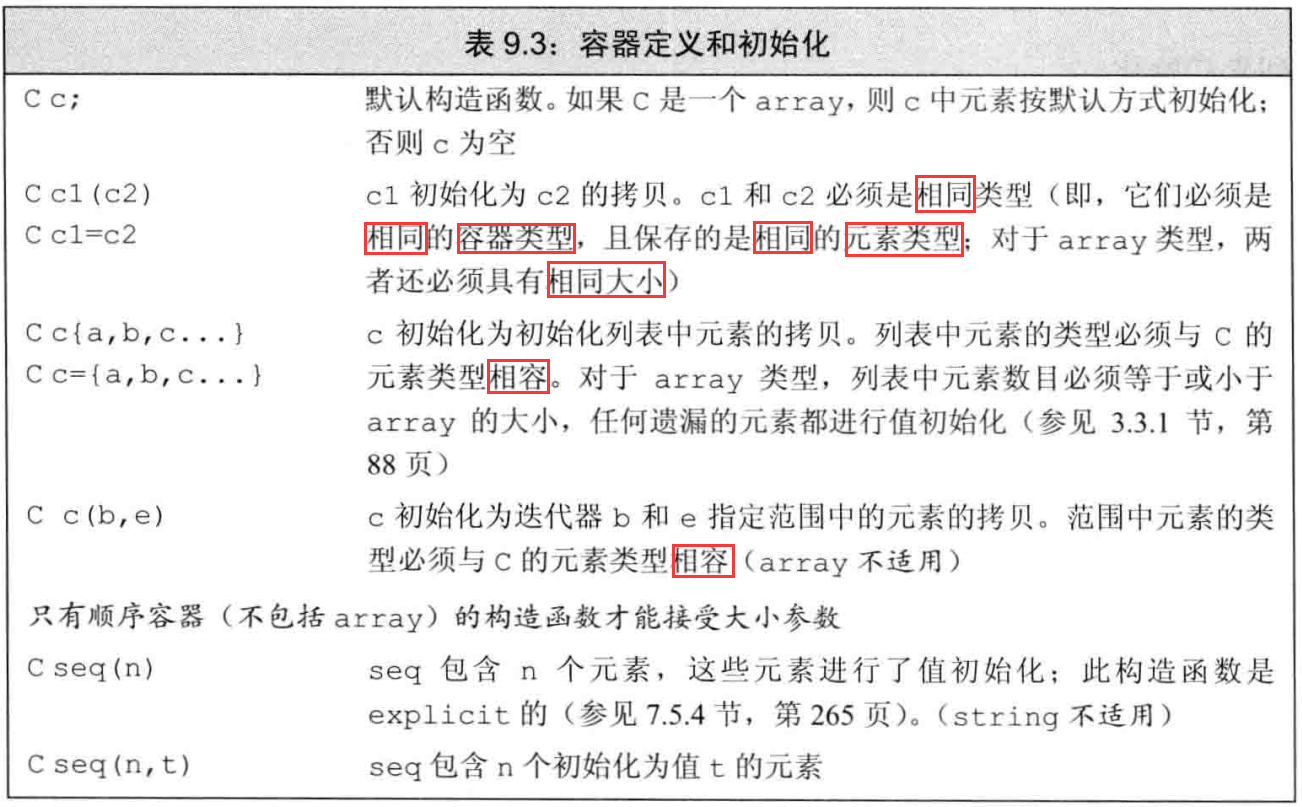 表 9.3：容器定义和初始化
C c;	默认构造函数。如果 C 是一个 array，则 c 中元素按默认方式初始化；
否则 c 为空
C c1(c2)	c1 初始化为 c2 的拷贝。c1 和 c2 必须是相同类型（即，它们必须是
C c1=c2	相同的容器类型，且保存的是相同的元素类型；对于 array 类型，两
者还必须具有相同大小）
C c{a,b,c...}	c 初始化为初始化列表中元素的拷贝。列表中元素的类型必须与 C 的
C c={a,b,c...}	元素类型相容。对于 array 类型，列表中元素数目必须等于或小于
array 的大小，任何遗漏的元素都进行值初始化（参见 3.3.1 节，第
88 页）
C c(b,e)	c 初始化为迭代器 b 和 e 指定范围中的元素的拷贝。范围中元素的类
型必须与 C 的元素类型相容（array 不适用）
只有顺序容器（不包括 array）的构造函数才能接受大小参数
C seq(n)	seq 包含 n 个元素，这些元素进行了值初始化；此构造函数是
explicit 的（参见 7.5.4 节，第 265 页）。（string 不适用）
C seq(n,t)	seq 包含 n 个初始化为值 t 的元素